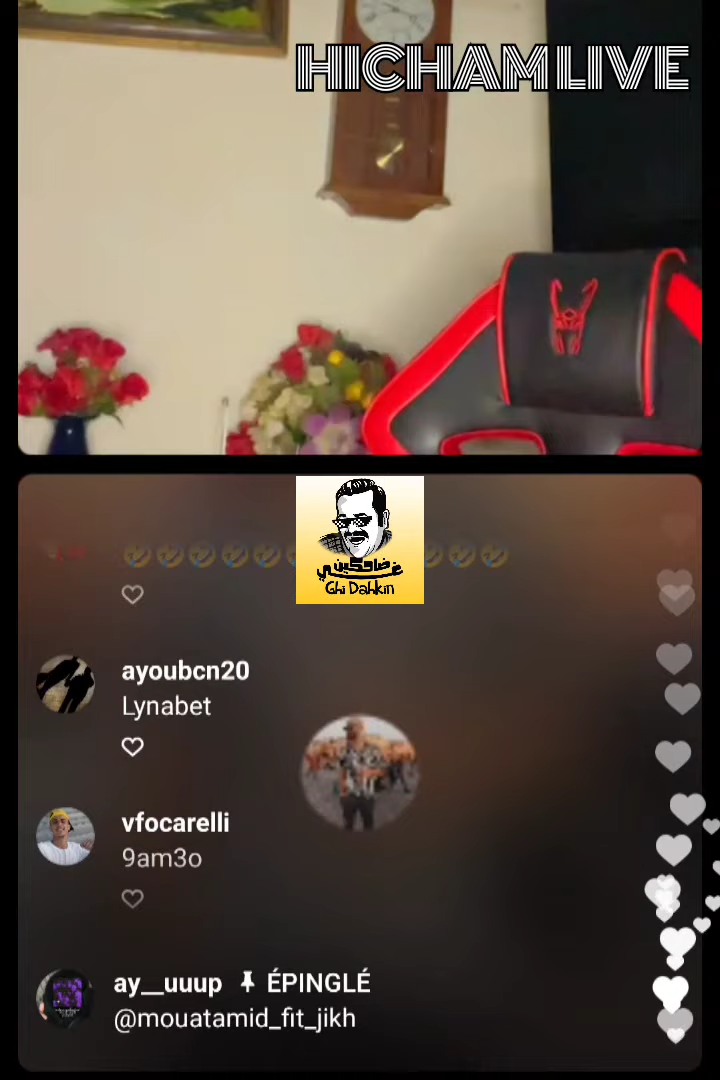 HICHAM LIVE
🤣🤣🤣🤣🤣🤣🤣🤣🤣
غي ضاحكين
Ghi Dahkin
ayoubcn20
Lynabet
vfocarelli
9am3o
ay__uuup ÉPINGLÉ
@mouatamid_fit_jikh